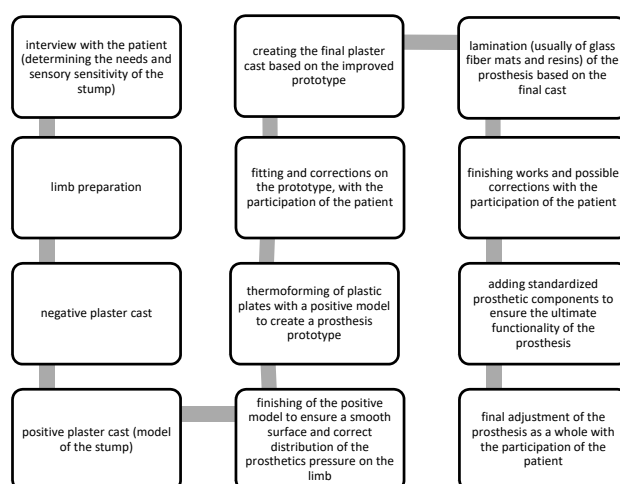 interview with the patient
(determining the needs and
sensory sensitivity of the
stump)
limb preparation
negative plaster cast
positive plaster cast (model
of the stump)
finishing of the positive
model to ensure a smooth
surface and correct
distribution of the
prosthetics pressure on the
limb
thermoforming of plastic
plates with a positive model
to create a prosthesis
prototype
fitting and corrections on
the prototype, with the
participation of the patient
creating the final plaster
cast based on the improved
prototype
lamination (usually of glass
fiber mats and resins) of the
prosthesis based on the
final cast
finishing works and possible
corrections with the
participation of the patient
adding standardized
prosthetic components to
ensure the ultimate
functionality of the
prosthesis
final adjustment of the
prosthesis as a whole with
the participation of the
patient